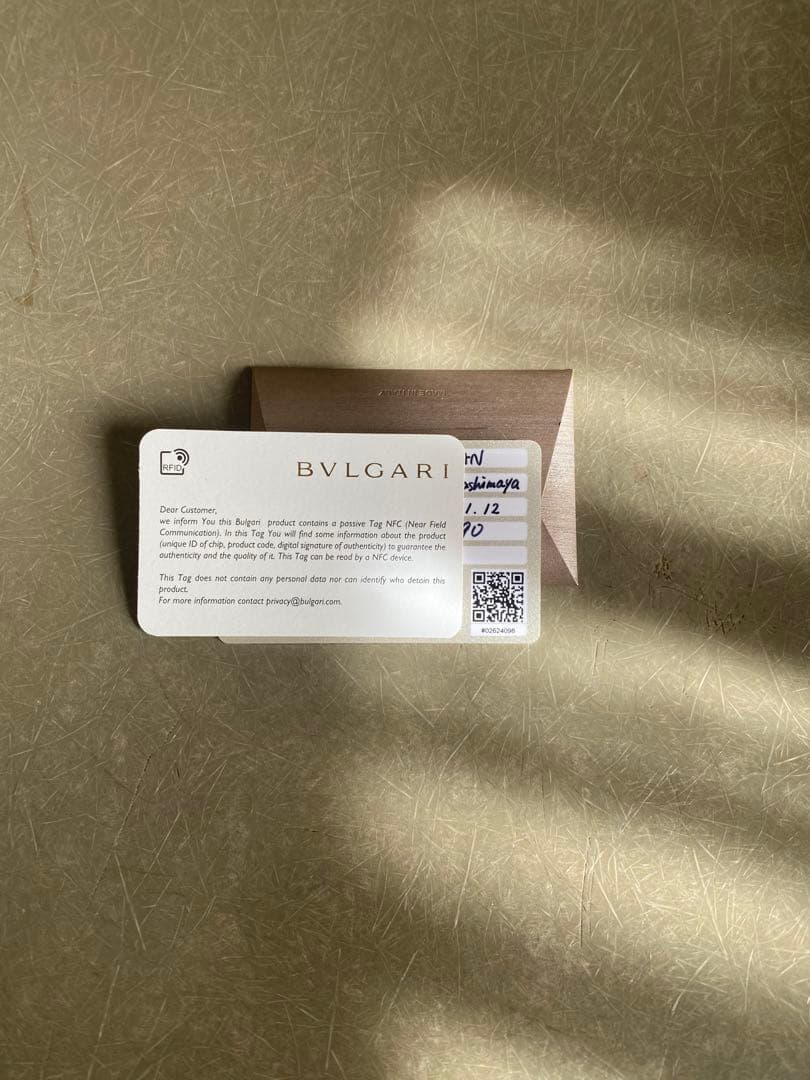 MADE IN ITALY
RFID
BVLGARI
Dear Customer,
we inform You this Bulgari product contains a passive Tag NFC (Near Field
Communication). In this Tag You will find some information about the product
(unique ID of chip, product code, digital signature of authenticity) to guarantee the
authenticity and the quality of it. This Tag can be read by a NFC device.
This Tag does not contain any personal data nor can identify who detain this
product.
For more information contact privacy@bulgari.com.
ashimaya
1.12
90
#02624096